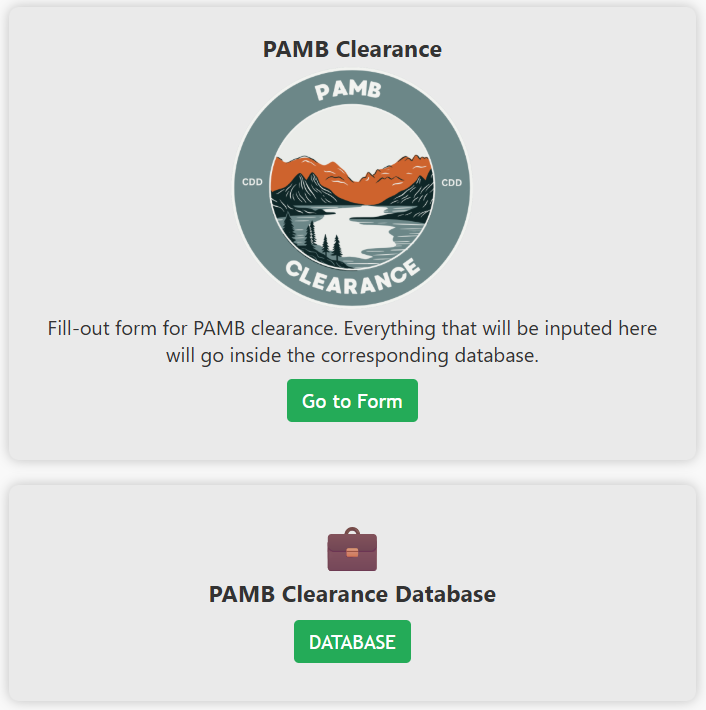 PAMB Clearance
PAMB
CDD
CDD
CLEARANCE
Fill-out form for PAMB clearance. Everything that will be inputed here
will go inside the corresponding database.
Go to Form
PAMB Clearance Database
DATABASE